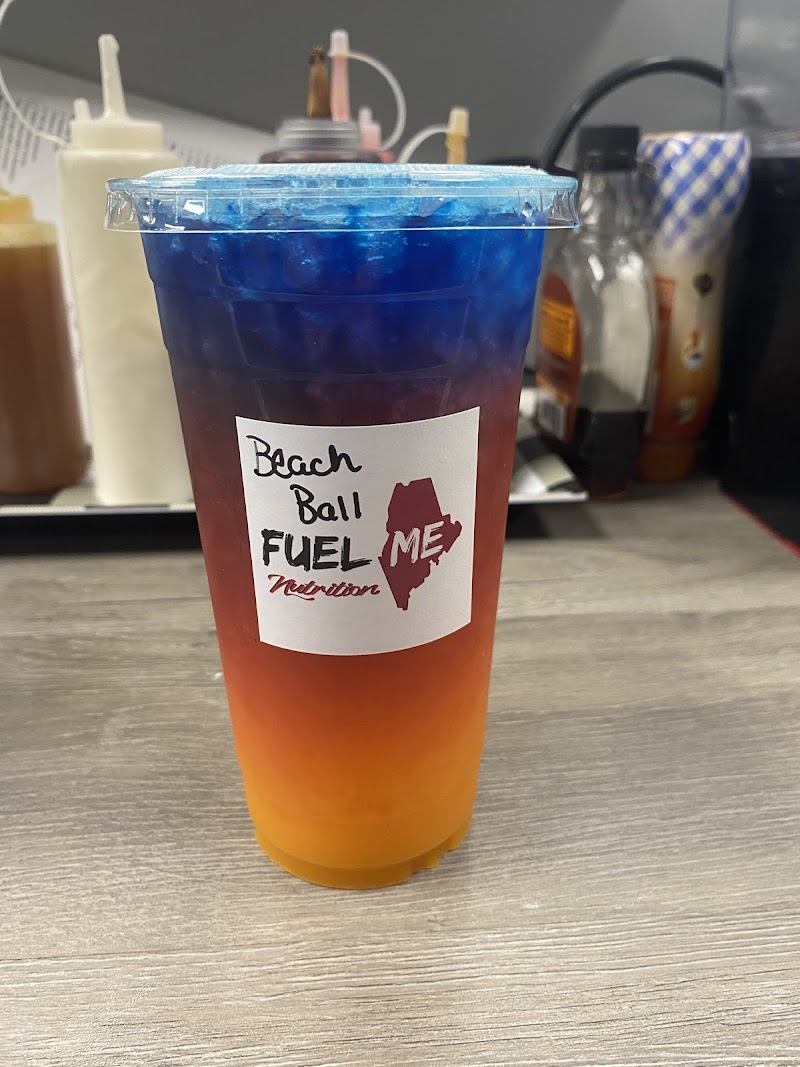 Beach
Ball
FUEL ME
Nutrition